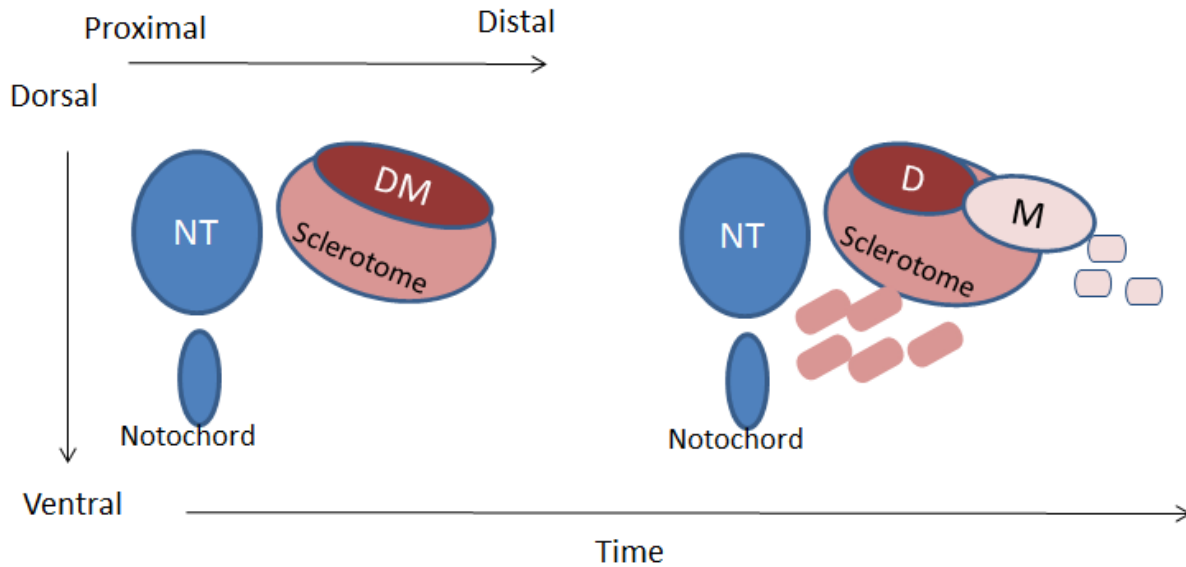 Proximal
Distal
Dorsal
NT
DM
Sclerotome
Notochord
NT
D
M
Sclerotome
Notochord
Ventral
Time